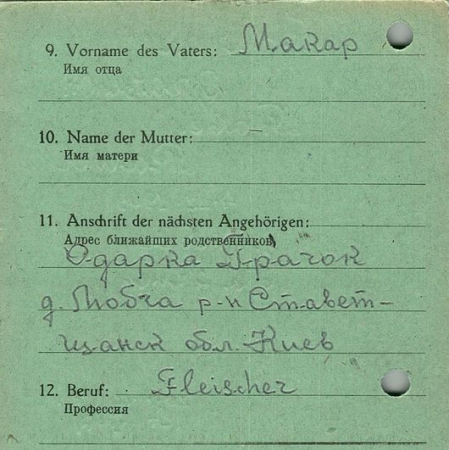 9. Vorname des Vaters: Макар
Имя отца
10. Name der Mutter:
Имя матери
11. Anschrift der nächsten Angehörigen:
Адрес ближайших родственников
Одарка Грачок
д. Любча р-н Ставет-
щанск обл. Киев
12. Beruf: Fleischer
Профессия